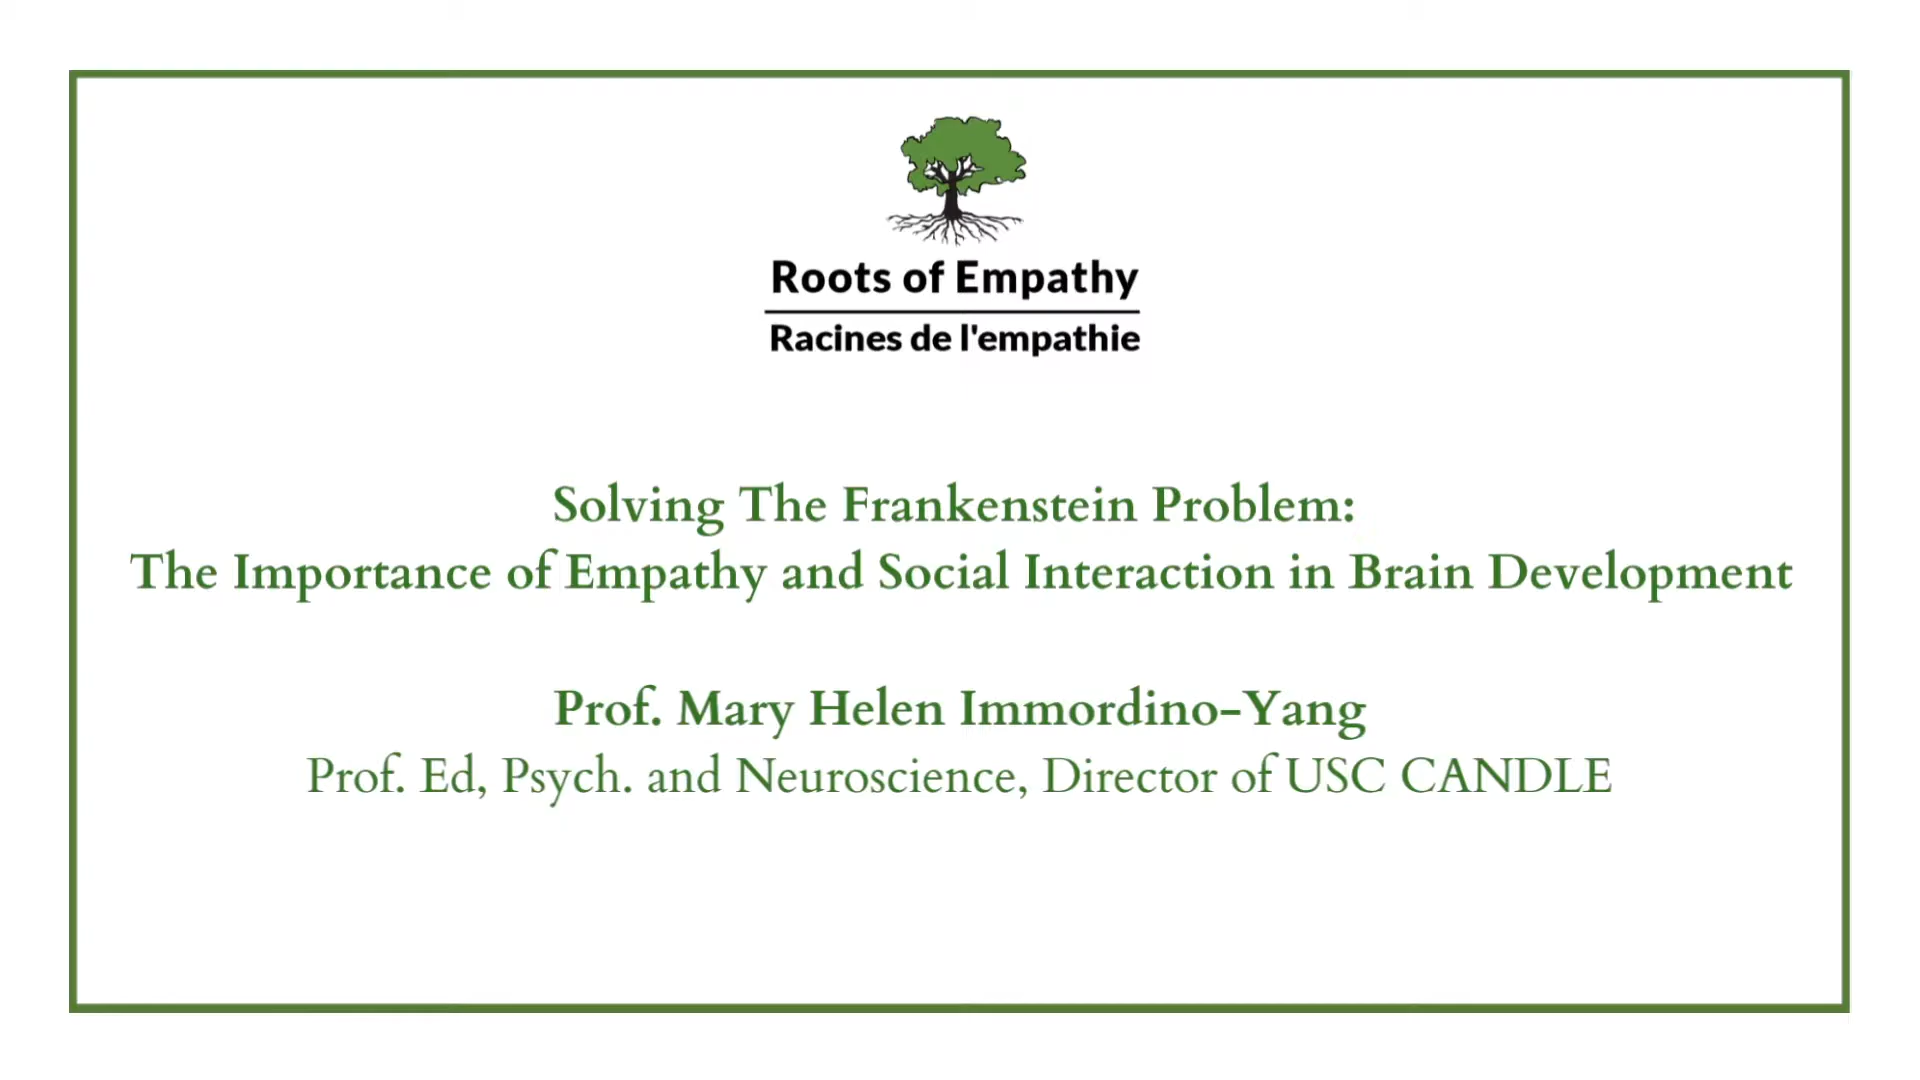 Roots of Empathy
Racines de l'empathie
Solving The Frankenstein Problem:
The Importance of Empathy and Social Interaction in Brain Development
Prof. Mary Helen Immordino-Yang
Prof. Ed, Psych. and Neuroscience, Director of USC CANDLE